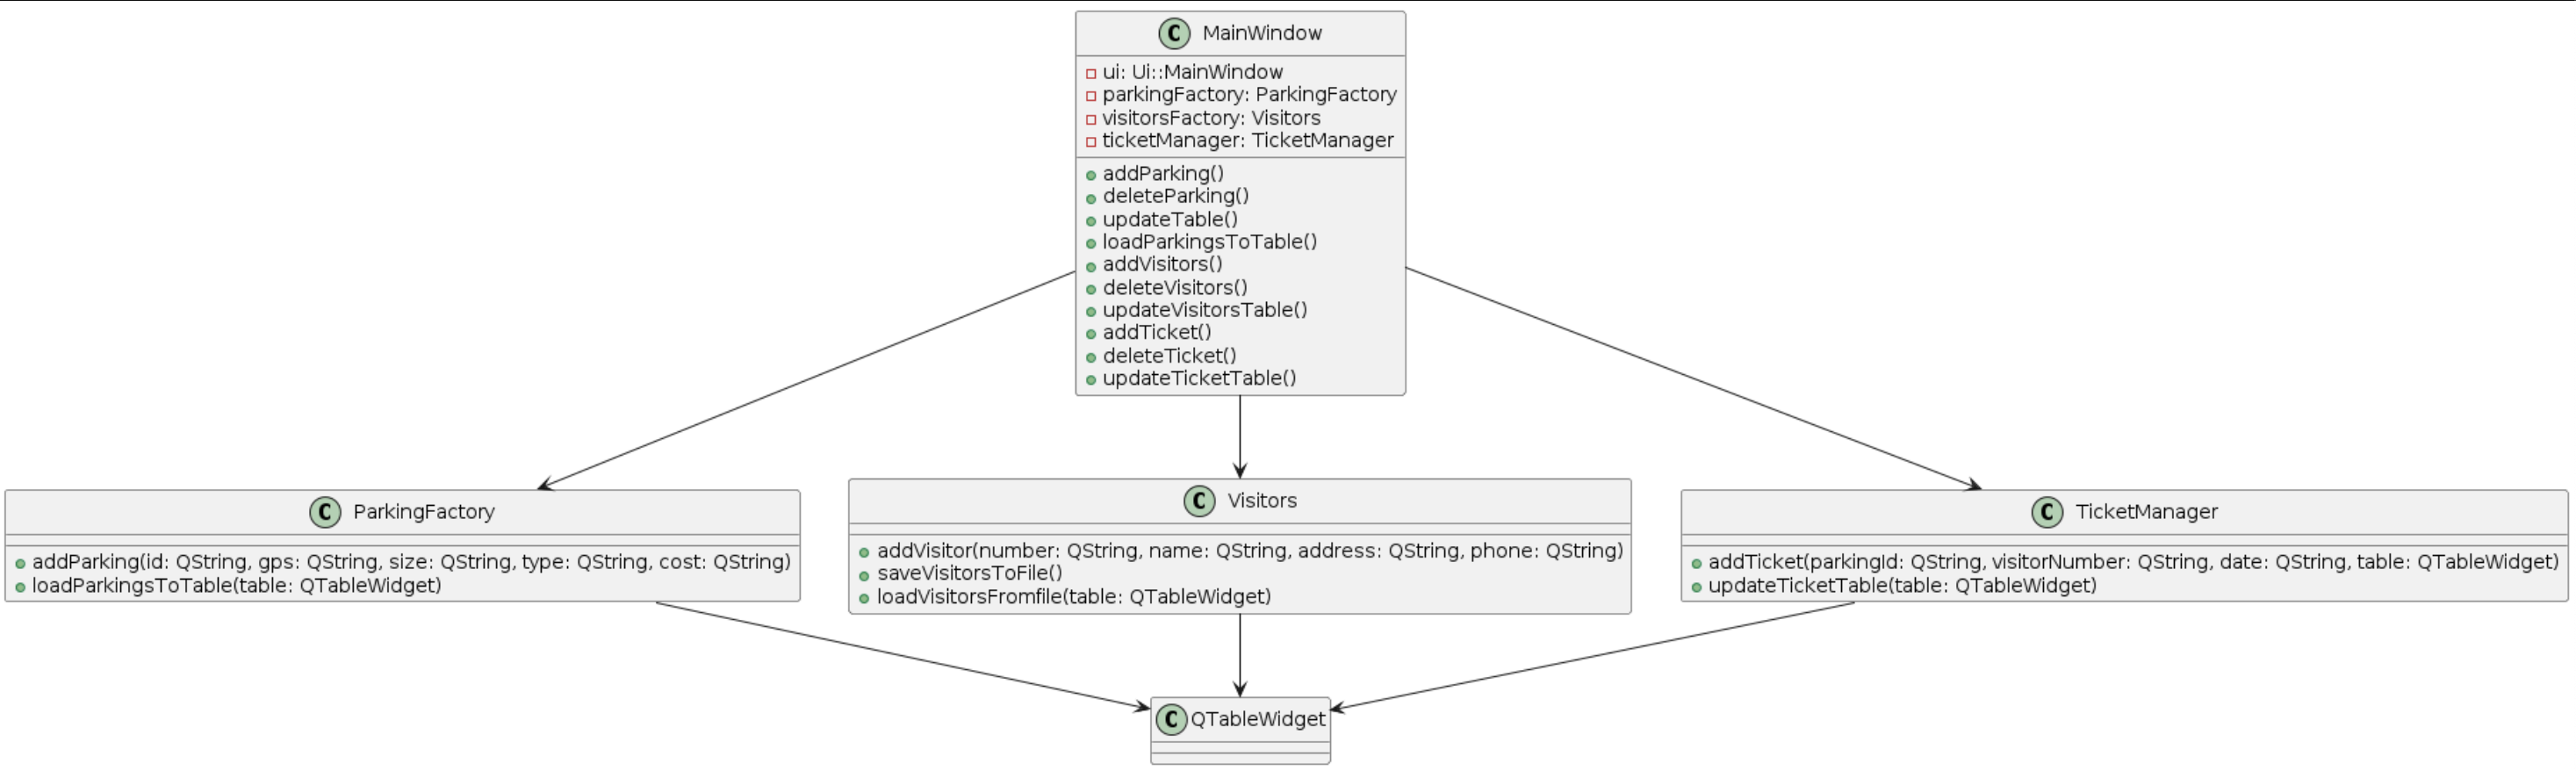 C MainWindow
ui: Ui::MainWindow
parkingFactory: ParkingFactory
visitorsFactory: Visitors
ticketManager: TicketManager
addParking()
deleteParking()
updateTable()
loadParkingsToTable()
addVisitors()
deleteVisitors()
updateVisitorsTable()
addTicket()
deleteTicket()
updateTicketTable()
C ParkingFactory
addParking(id: QString, gps: QString, size: QString, type: QString, cost: QString)
loadParkingsToTable(table: QTableWidget)
C Visitors
addVisitor(number: QString, name: QString, address: QString, phone: QString)
saveVisitorsToFile()
loadVisitorsFromfile(table: QTableWidget)
C TicketManager
addTicket(parkingId: QString, visitorNumber: QString, date: QString, table: QTableWidget)
updateTicketTable(table: QTableWidget)
C QTableWidget